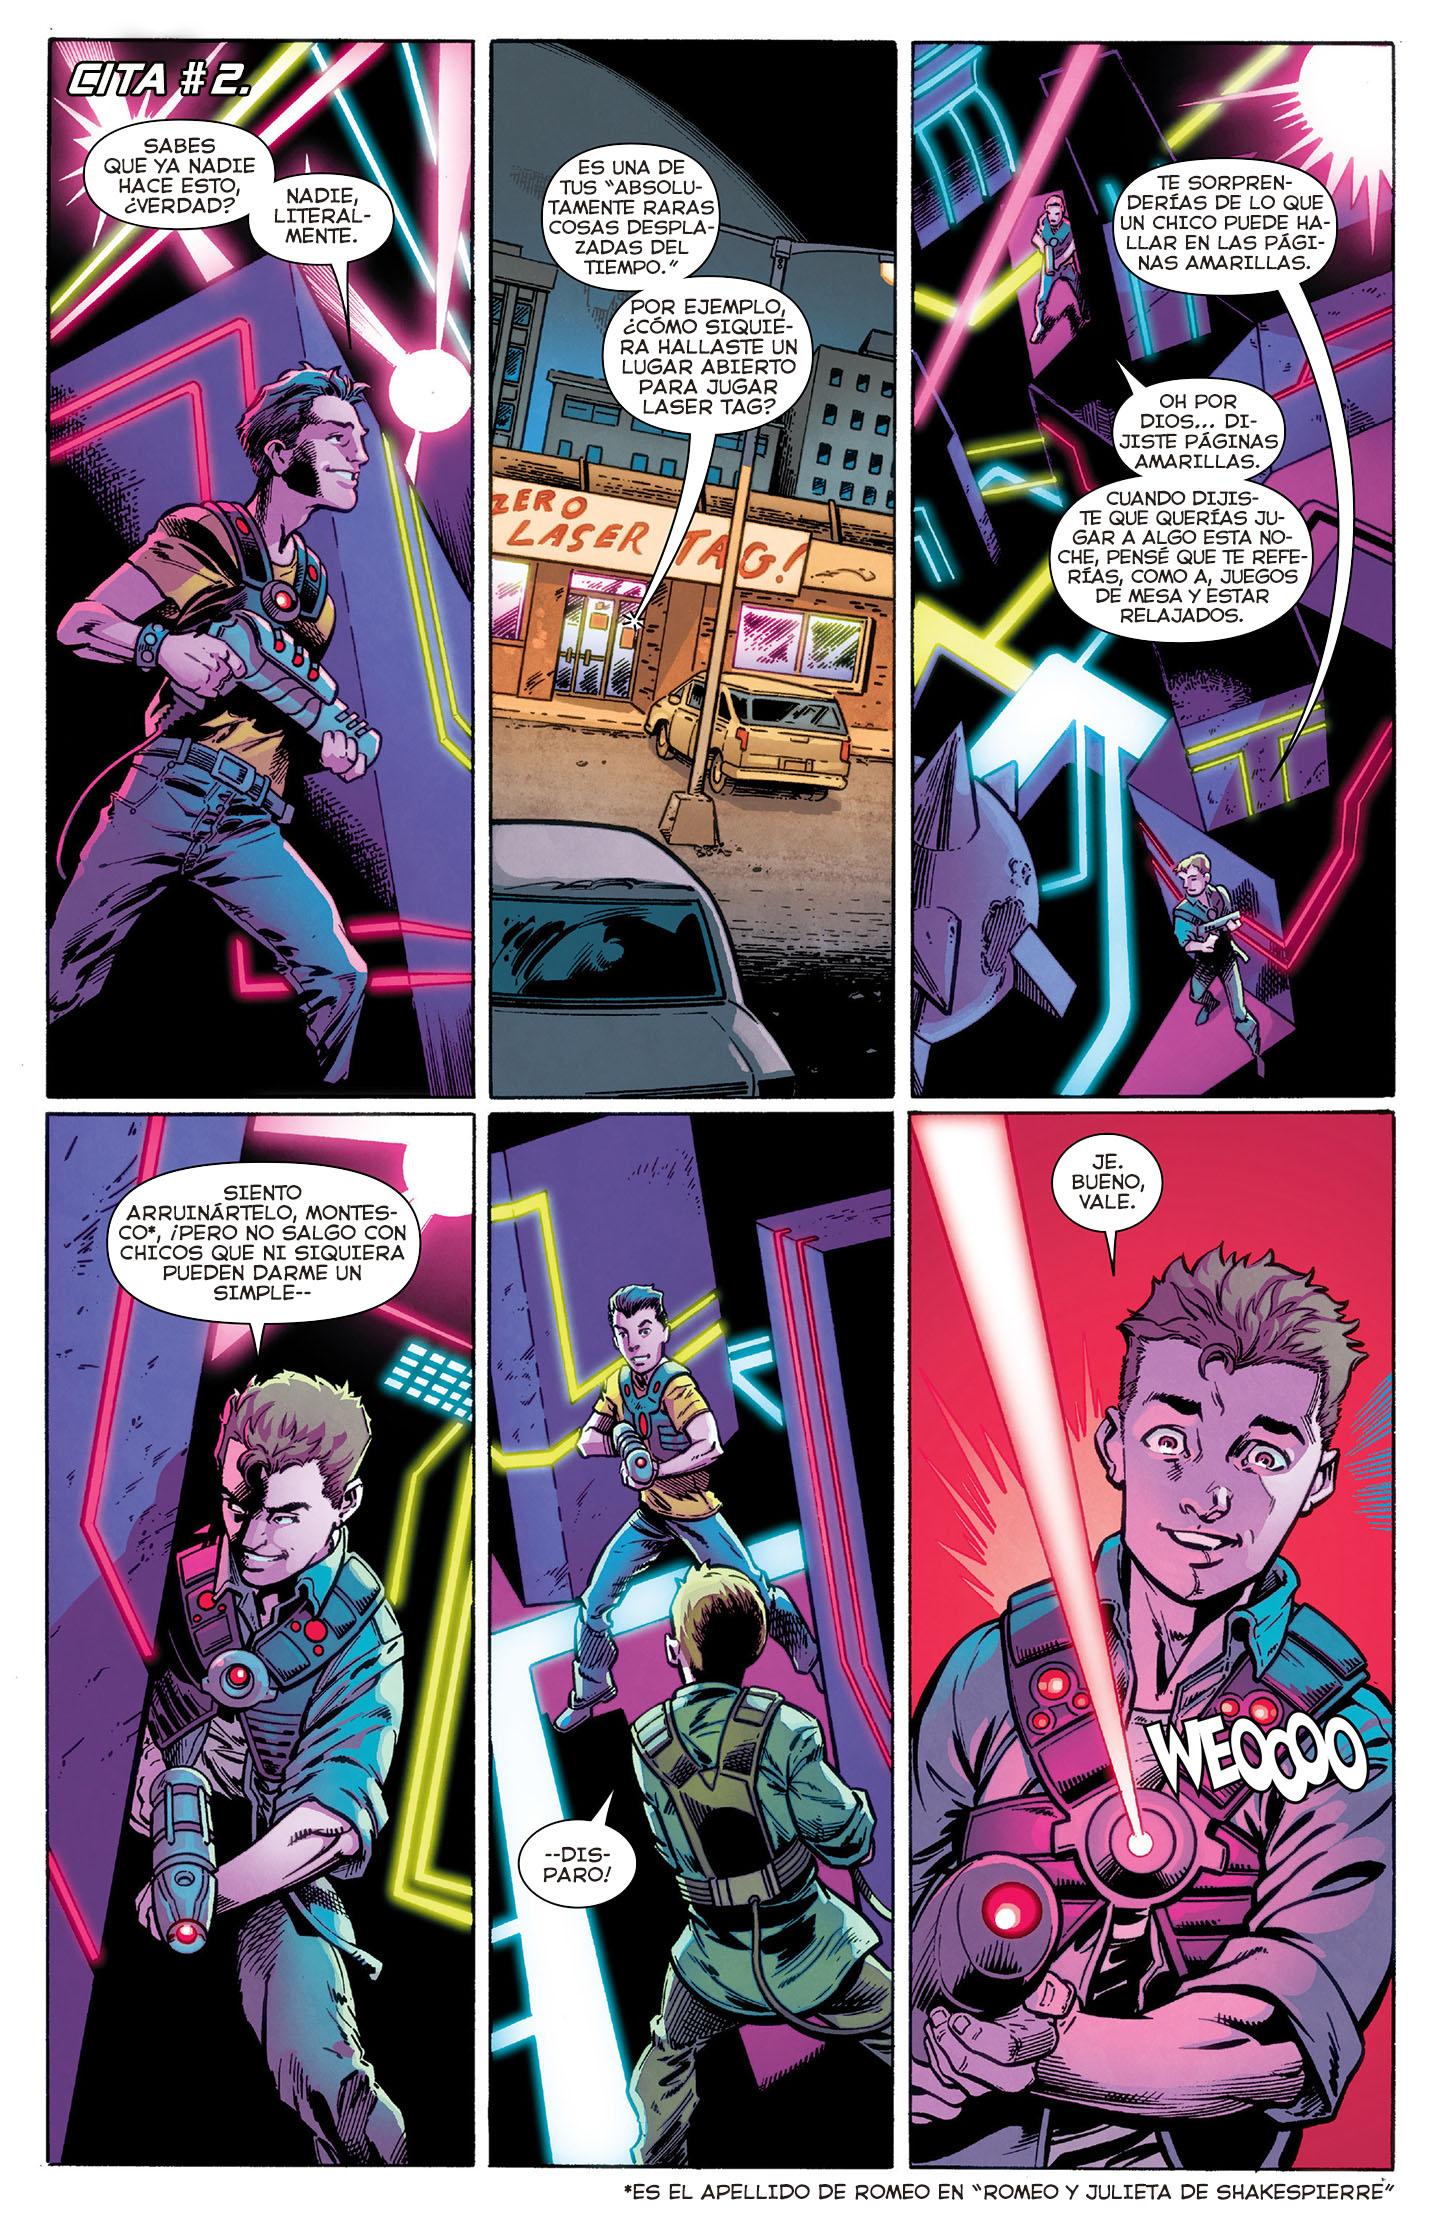 CITA #2.
SABES
QUE YA NADIE
HACE ESTO,
¿VERDAD?
NADIE,
LITERAL-
MENTE.
ES UNA DE
TUS "ABSOLU-
TAMENTE RARAS
COSAS DESPLA-
ZADAS DEL
TIEMPO."
POR EJEMPLO,
¿CÓMO SIQUIE-
RA HALLASTE UN
LUGAR ABIERTO
PARA JUGAR
LASER TAG?
ZERO
LASER TAG!
TE SORPREN-
DERÍAS DE LO QUE
UN CHICO PUEDE HA-
LLAR EN LAS PÁGI-
NAS AMARILLAS.
OH POR
DIOS... DI-
JISTE PÁGINAS
AMARILLAS.
CUANDO DIJIS-
TE QUE QUERÍAS JU-
GAR A ALGO ESTA NO-
CHE, PENSÉ QUE TE REFE-
RÍAS, COMO A, JUEGOS
DE MESA Y ESTAR
RELAJADOS.
SIENTO
ARRUINÁRTELO, MONTES-
CO*, ¡PERO NO SALGO CON
CHICOS QUE NI SIQUIERA
PUEDEN DARME UN
SIMPLE--
--DIS-
PARO!
JE.
BUENO,
VALE.
WEOOOO
*ES EL APELLIDO DE ROMEO EN "ROMEO Y JULIETA DE SHAKESPIERRE"